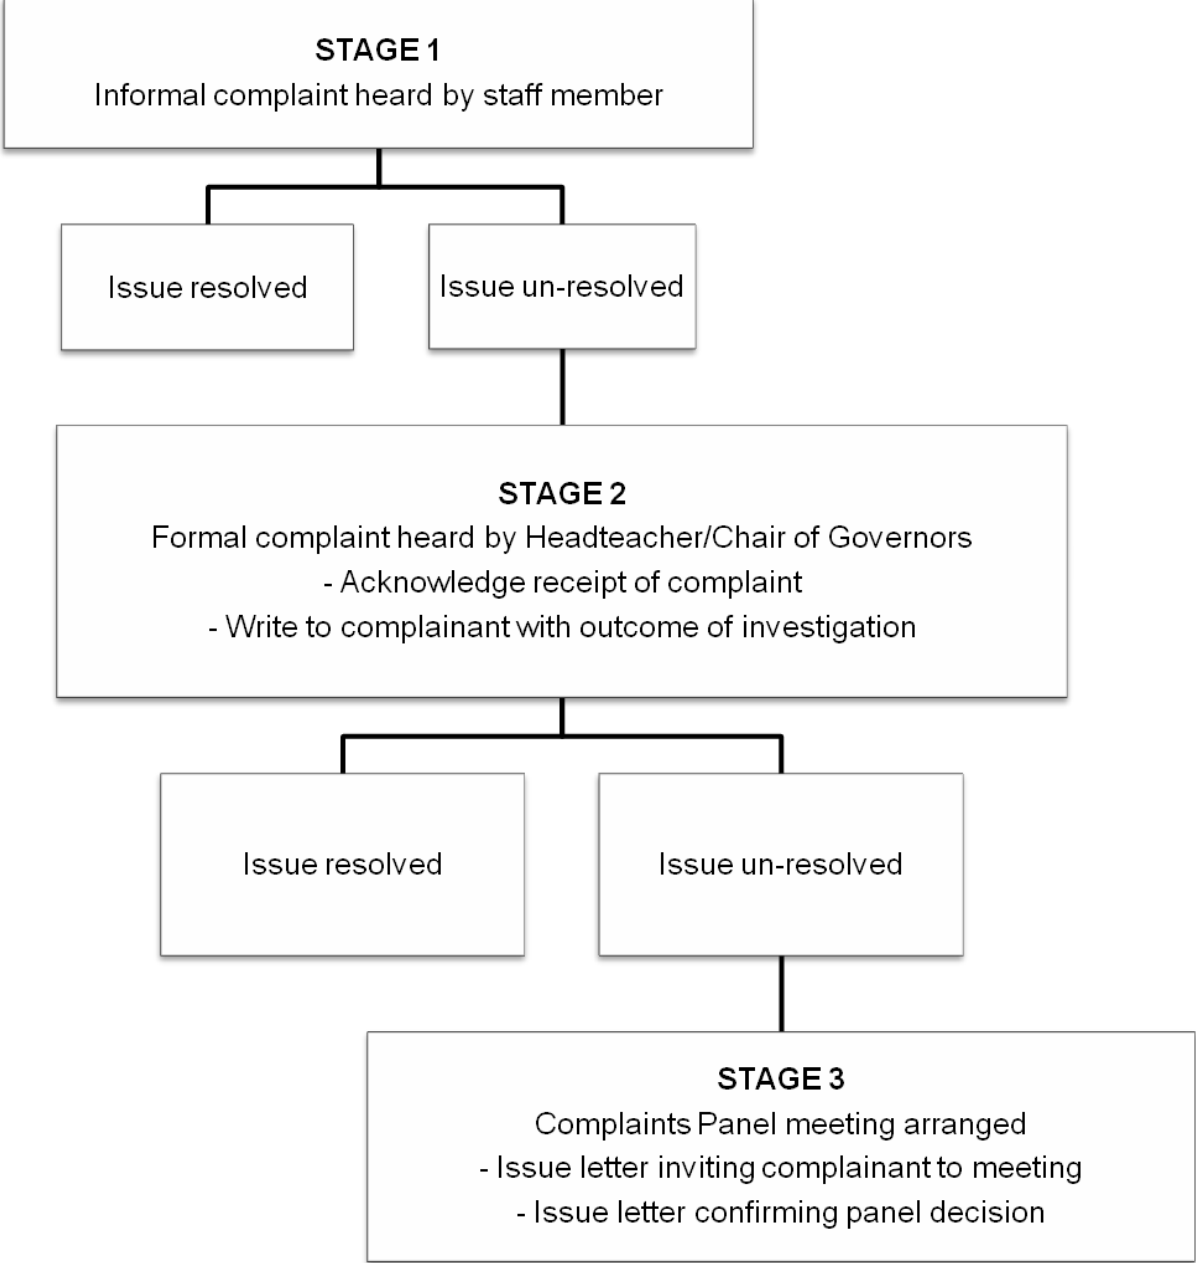 STAGE 1
Informal complaint heard by staff member
Issue resolved
Issue un-resolved
STAGE 2
Formal complaint heard by Headteacher/Chair of Governors
- Acknowledge receipt of complaint
- Write to complainant with outcome of investigation
Issue resolved
Issue un-resolved
STAGE 3
Complaints Panel meeting arranged
- Issue letter inviting complainant to meeting
- Issue letter confirming panel decision